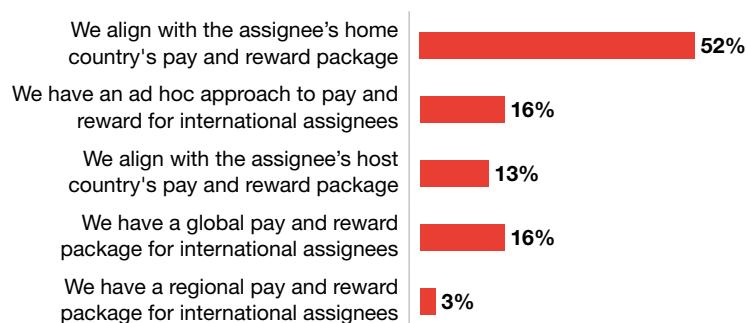 We align with the assignee’s home
country's pay and reward package
52%
We have an ad hoc approach to pay and
reward for international assignees
16%
We align with the assignee’s host
country's pay and reward package
13%
We have a global pay and reward
package for international assignees
16%
We have a regional pay and reward
package for international assignees
3%